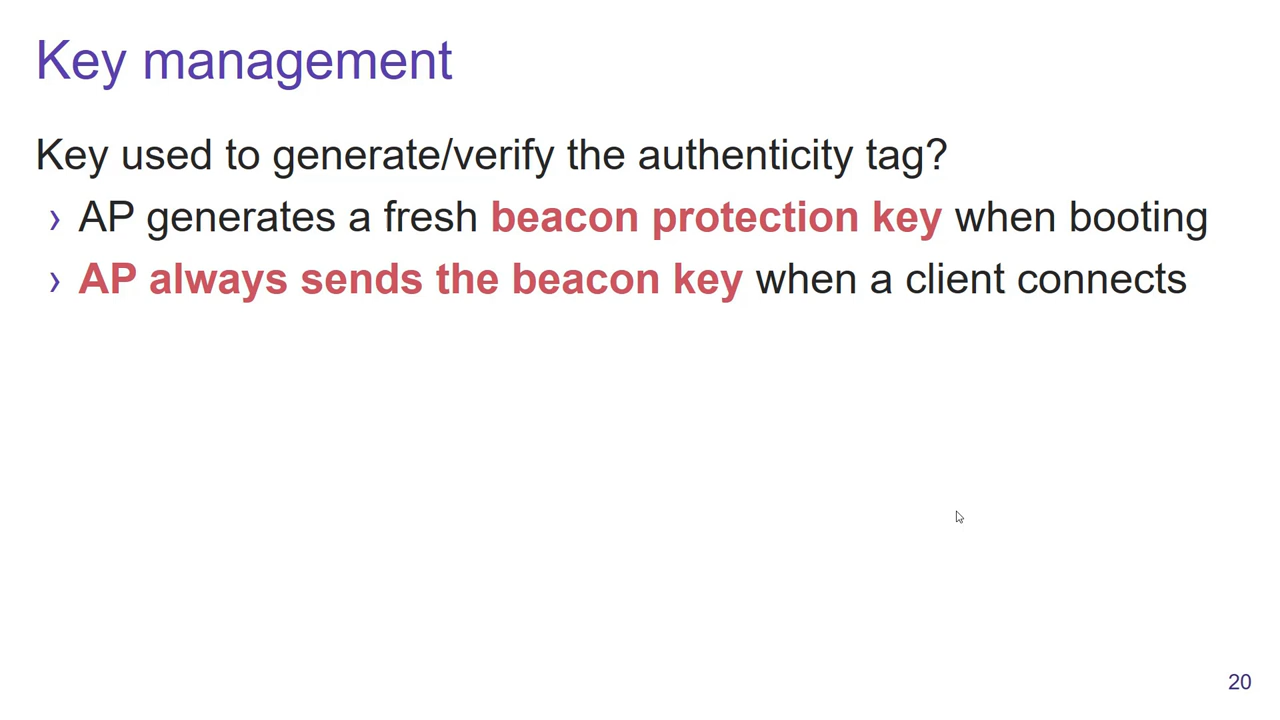 Key management
Key used to generate/verify the authenticity tag?
› AP generates a fresh beacon protection key when booting
› AP always sends the beacon key when a client connects
20